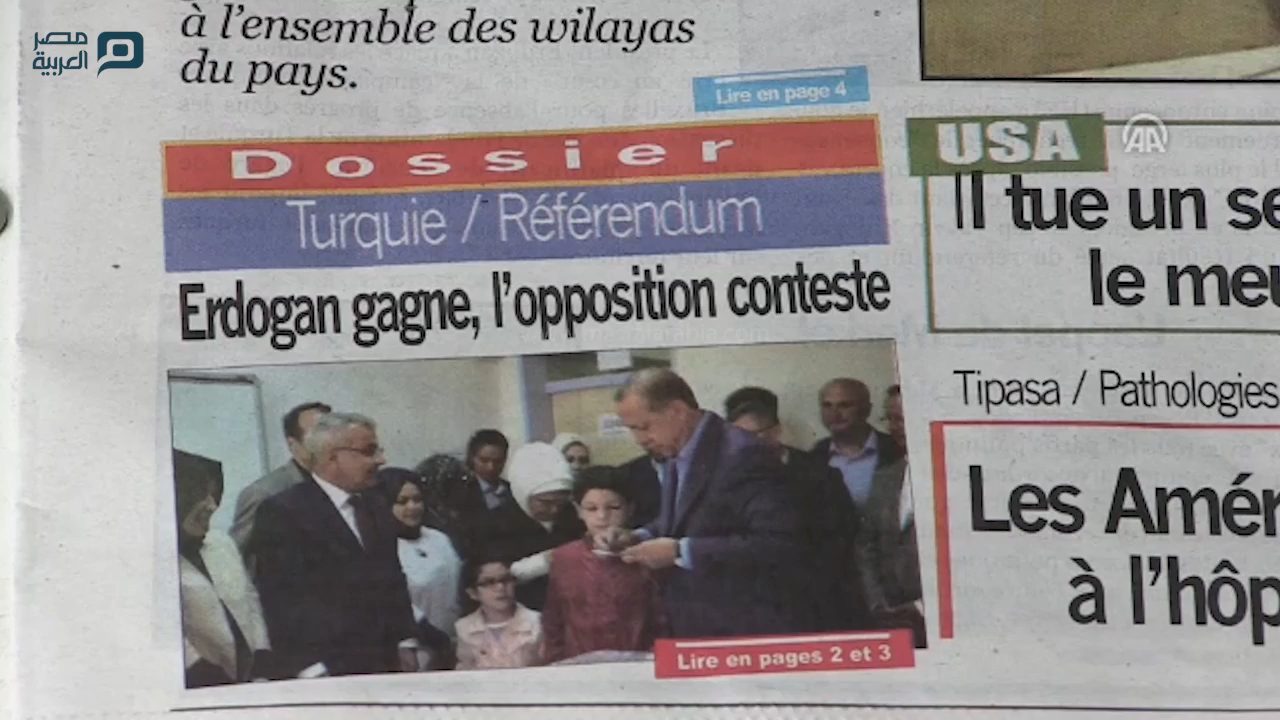 مصر
العربية
à l'ensemble des wilayas
du pays.
Lire en page 4
Dossier
Turquie / Référendum
Erdogan gagne, l'opposition conteste
Lire en pages 2 et 3
USA
AA
Il tue un se
le meu
Tipasa / Pathologies
Les Amér
à l'hôp